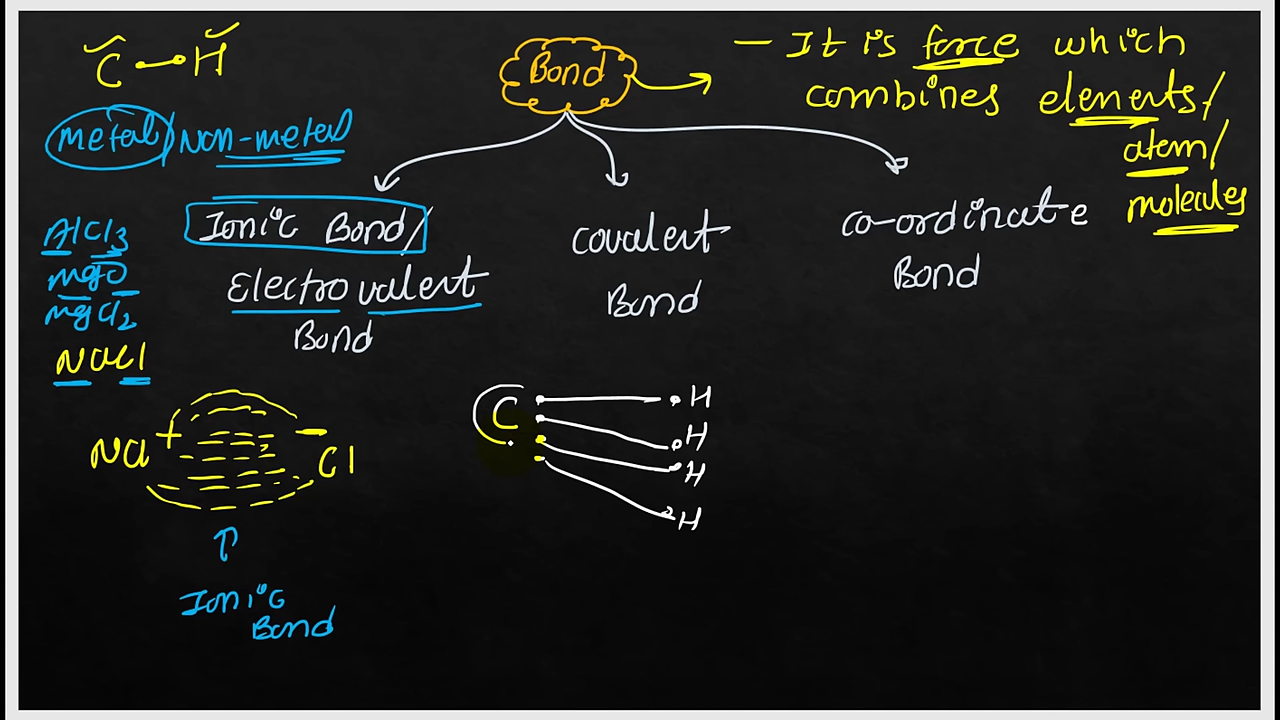 C - H
Bond
- It is force which
combines elements/
atom/
molecules
metal/Non-metal
Ionic Bond/
Electrovalent
Bond
covalent
Bond
co-ordinate
Bond
AlCl3
MgO
MgCl2
NaCl
Na+ - Cl
Ionic
Bond
C H
H
H
H